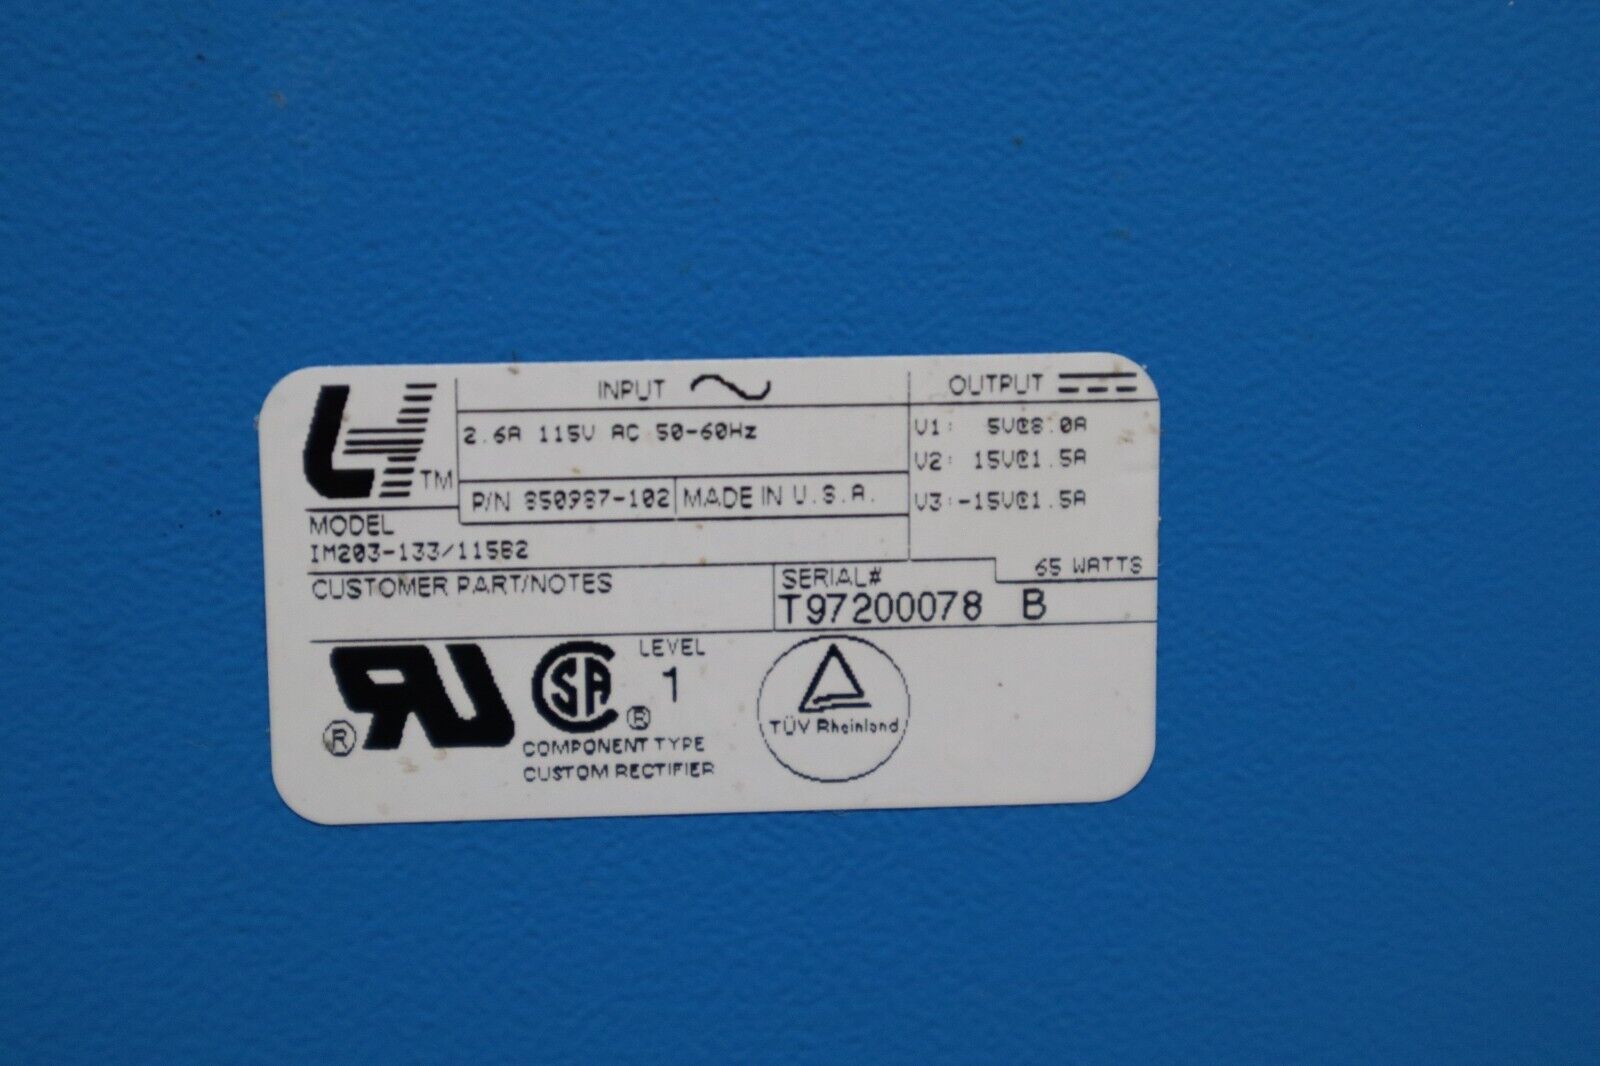 LH™
INPUT
OUTPUT
2.6A 115V AC 50-60Hz
V1: 5V@8.0A
V2: 15V@1.5A
V3:-15V@1.5A
P/N 850987-102
MADE IN U.S.A.
MODEL
IM203-133/115B2
65 WATTS
CUSTOMER PART/NOTES
SERIAL#
T97200078 B
LEVEL
1
CSA®
COMPONENT TYPE
CUSTOM RECTIFIER
TÜV Rheinland